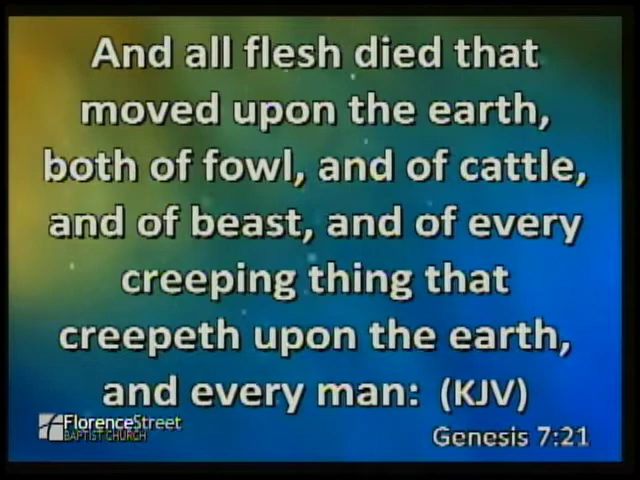 And all flesh died that
moved upon the earth,
both of fowl, and of cattle,
and of beast, and of every
creeping thing that
creepeth upon the earth,
and every man: (KJV)
FlorenceStreet
BAPTIST CHURCH
Genesis 7:21